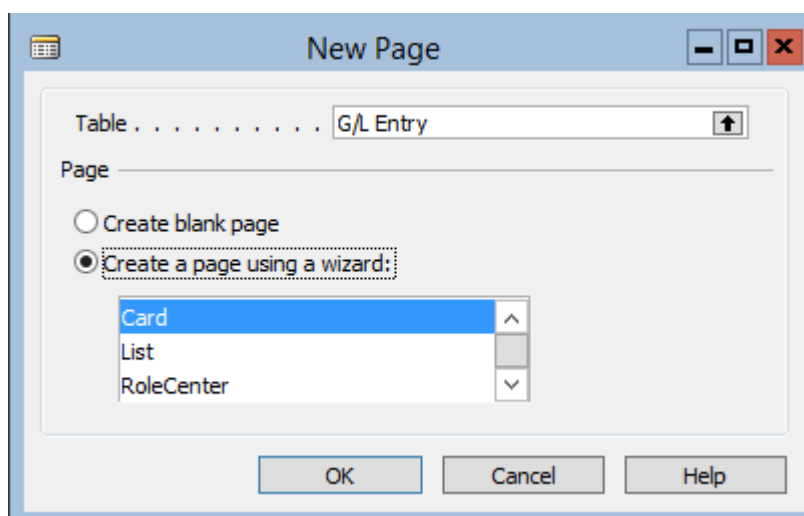 New Page
Table . . . . . . . . . . G/L Entry
Page
Create blank page
Create a page using a wizard:
Card
List
RoleCenter
OK Cancel Help